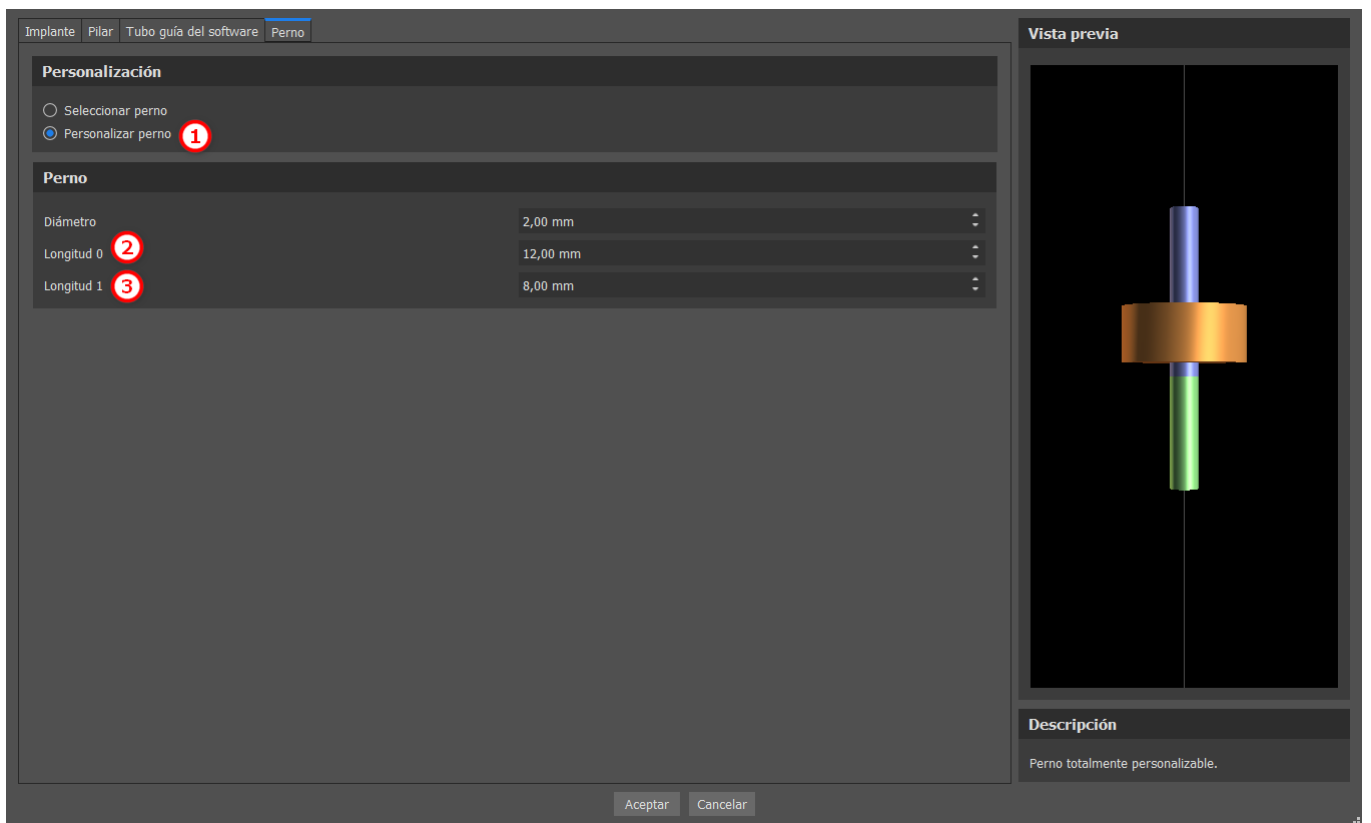 Implante Pilar Tubo guía del software Perno
Personalización
Seleccionar perno
Personalizar perno 1
Perno
Diámetro 2,00 mm
Longitud 0 2 12,00 mm
Longitud 1 3 8,00 mm
Vista previa
Descripción
Perno totalmente personalizable.
Aceptar Cancelar